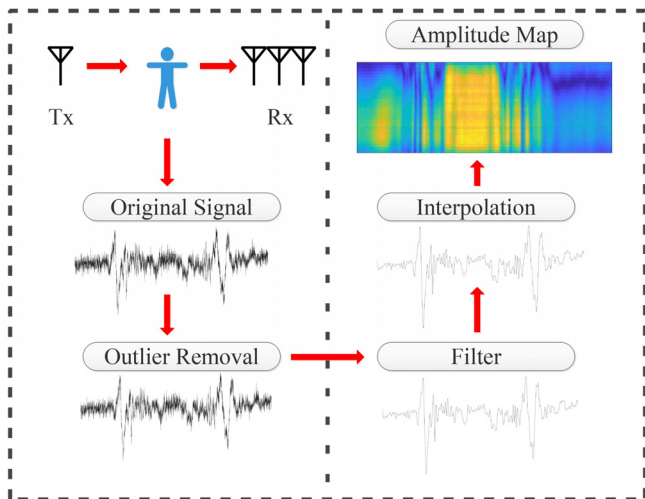 Tx
Rx
Original Signal
Outlier Removal
Filter
Interpolation
Amplitude Map